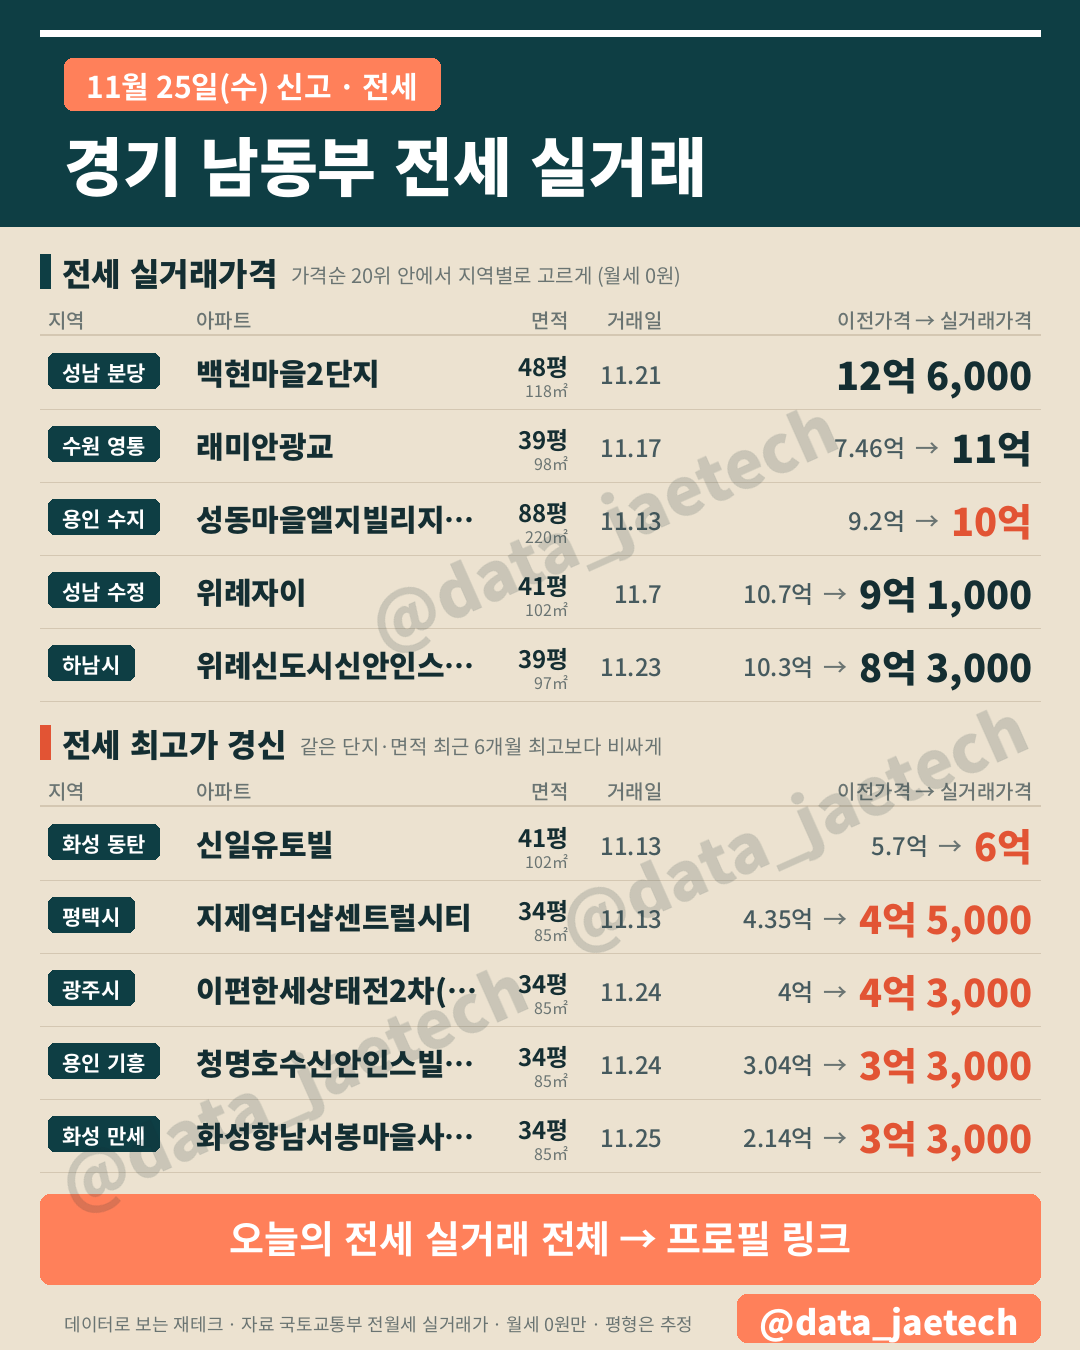 11월 25일(수) 신고 · 전세
경기 남동부 전세 실거래
전세 실거래가격 가격순 20위 안에서 지역별로 고르게 (월세 0원)
지역 아파트 면적 거래일 이전가격 → 실거래가격
성남 분당 백현마을2단지 48평 118㎡ 11.21 12억 6,000
수원 영통 래미안광교 39평 98㎡ 11.17 7.46억 → 11억
용인 수지 성동마을엘지빌리지⋯ 88평 220㎡ 11.13 9.2억 → 10억
성남 수정 위례자이 41평 102㎡ 11.7 10.7억 → 9억 1,000
하남시 위례신도시신안인스⋯ 39평 97㎡ 11.23 10.3억 → 8억 3,000
전세 최고가 경신 같은 단지·면적 최근 6개월 최고보다 비싸게
지역 아파트 면적 거래일 이전가격 → 실거래가격
화성 동탄 신일유토빌 41평 102㎡ 11.13 5.7억 → 6억
평택시 지제역더샵센트럴시티 34평 85㎡ 11.13 4.35억 → 4억 5,000
광주시 이편한세상태전2차(⋯ 34평 85㎡ 11.24 4억 → 4억 3,000
용인 기흥 청명호수신안인스빌⋯ 34평 85㎡ 11.24 3.04억 → 3억 3,000
화성 만세 화성향남서봉마을사⋯ 34평 85㎡ 11.25 2.14억 → 3억 3,000
오늘의 전세 실거래 전체 → 프로필 링크
데이터로 보는 재테크 · 자료 국토교통부 전월세 실거래가 · 월세 0원만 · 평형은 추정
@data_jaetech
@data_jaetech
@data_jaetech
@data_jaetech